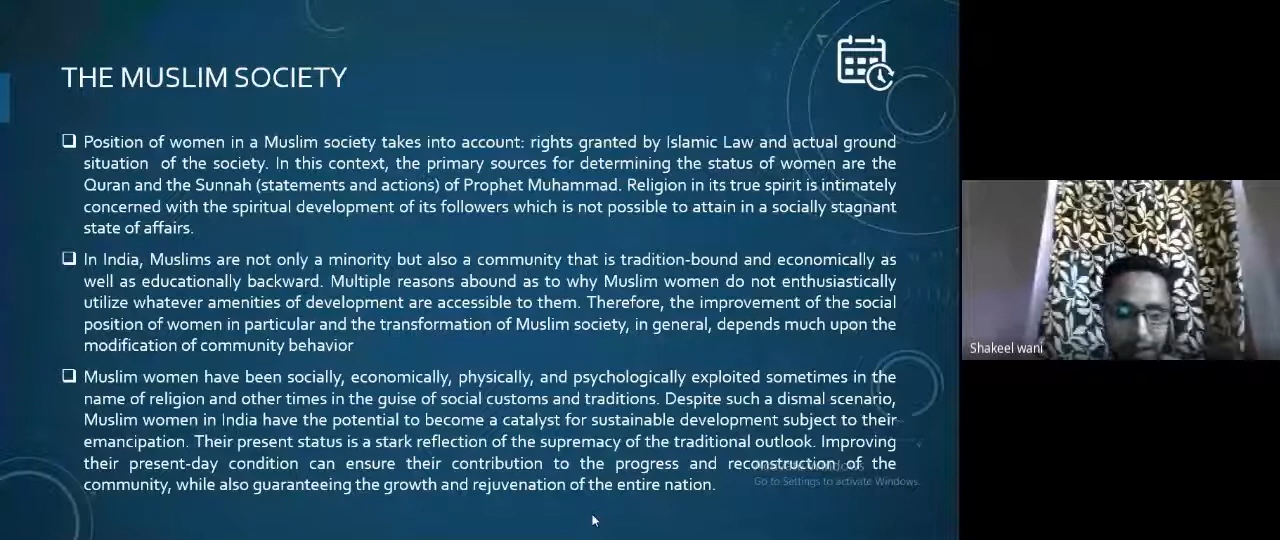 THE MUSLIM SOCIETY
Position of women in a Muslim society takes into account: rights granted by Islamic Law and actual ground
situation of the society. In this context, the primary sources for determining the status of women are the
Quran and the Sunnah (statements and actions) of Prophet Muhammad. Religion in its true spirit is intimately
concerned with the spiritual development of its followers which is not possible to attain in a socially stagnant
state of affairs.
In India, Muslims are not only a minority but also a community that is tradition-bound and economically as
well as educationally backward. Multiple reasons abound as to why Muslim women do not enthusiastically
utilize whatever amenities of development are accessible to them. Therefore, the improvement of the social
position of women in particular and the transformation of Muslim society, in general, depends much upon the
modification of community behavior
Muslim women have been socially, economically, physically, and psychologically exploited sometimes in the
name of religion and other times in the guise of social customs and traditions. Despite such a dismal scenario,
Muslim women in India have the potential to become a catalyst for sustainable development subject to their
emancipation. Their present status is a stark reflection of the supremacy of the traditional outlook. Improving
their present-day condition can ensure their contribution to the progress and reconstruction of the
community, while also guaranteeing the growth and rejuvenation of the entire nation.
Activate Windows
Go to Settings to activate Windows.
Shakeel wani